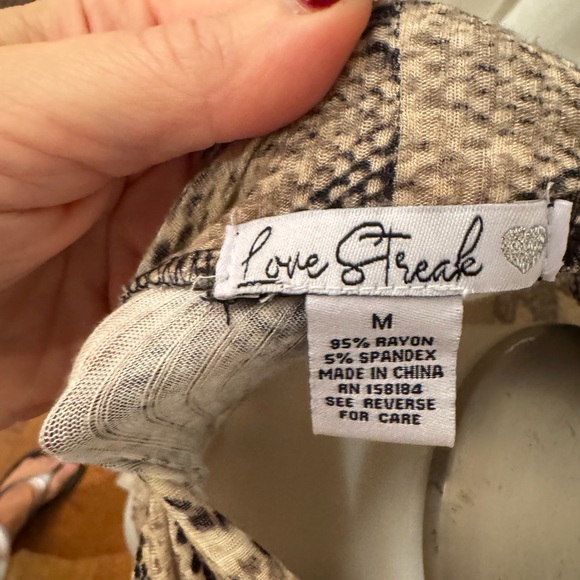 Love Streak
M
95% RAYON
5% SPANDEX
MADE IN CHINA
RN 158184
SEE REVERSE
FOR CARE